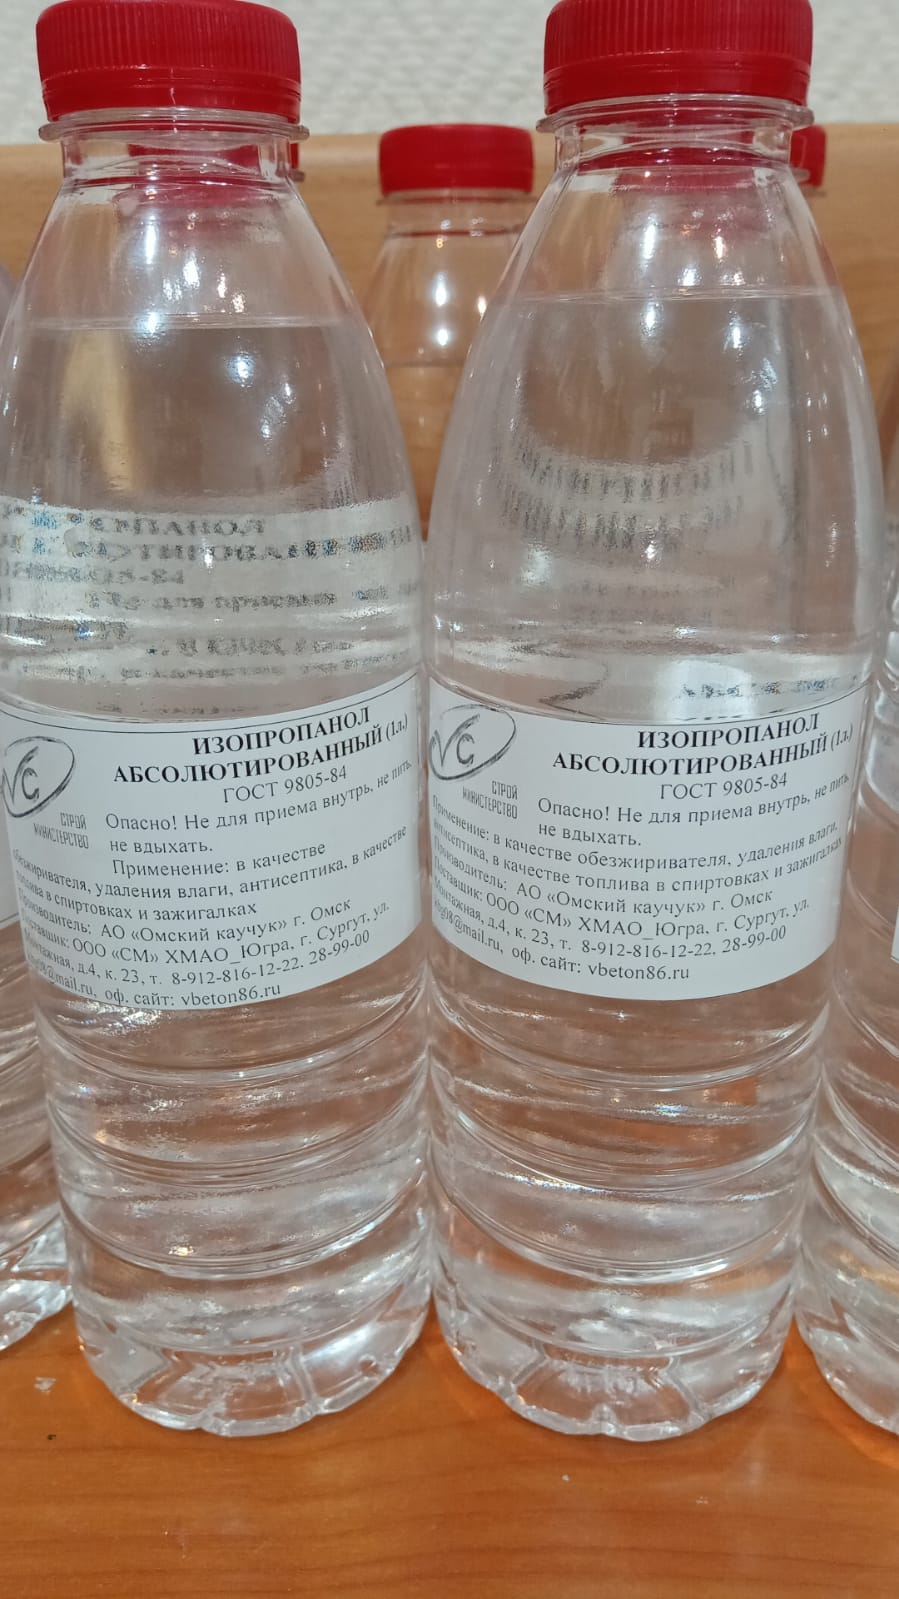 ИЗОПРОПАНОЛ
АБСОЛЮТИРОВАННЫЙ (1л.)
ГОСТ 9805-84
Опасно! Не для приема внутрь, не пить,
не вдыхать.
Применение: в качестве
обезжиривателя, удаления влаги, антисептика, в качестве
топлива в спиртовках и зажигалках
Производитель: АО «Омский каучук» г. Омск
Поставщик: ООО «СМ» ХМАО_Югра, г. Сургут, ул.
Монтажная, д.4, к. 23, т. 8-912-816-12-22, 28-99-00
@mail.ru, оф. сайт: vbeton86.ru
СТРОЙ
МИНИСТЕРСТВО
ИЗОПРОПАНОЛ
АБСОЛЮТИРОВАННЫЙ (1л.)
ГОСТ 9805-84
Опасно! Не для приема внутрь, не пить,
не вдыхать.
Применение: в качестве обезжиривателя, удаления влаги,
антисептика, в качестве топлива в спиртовках и зажигалках
Производитель: АО «Омский каучук» г. Омск
Поставщик: ООО «СМ» ХМАО_Югра, г. Сургут, ул.
Монтажная, д.4, к. 23, т. 8-912-816-12-22, 28-99-00
@mail.ru, оф. сайт: vbeton86.ru
СТРОЙ
МИНИСТЕРСТВО